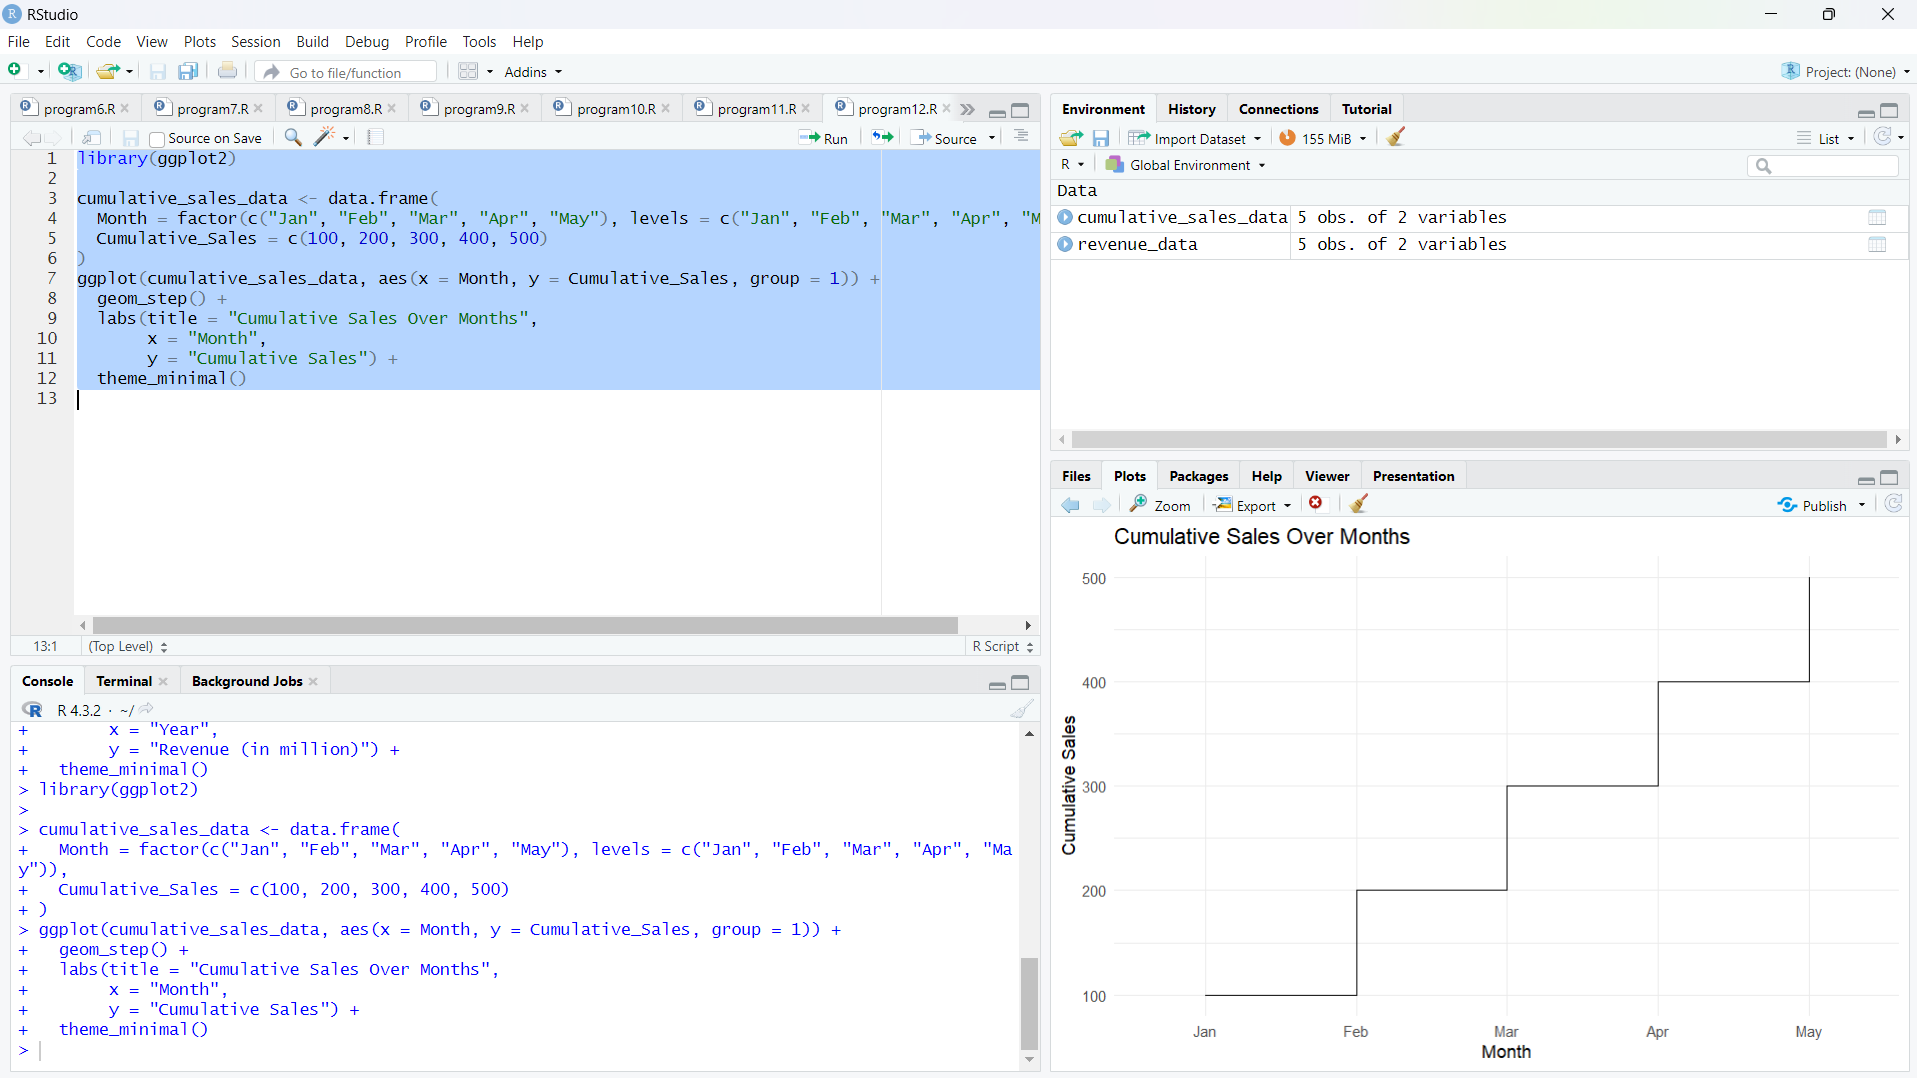 RStudio
File Edit Code View Plots Session Build Debug Profile Tools Help
Go to file/function Addins Project: (None)
program6.R program7.R program8.R program9.R program10.R program11.R program12.R
Source on Save Run Source
1 library(ggplot2)
2
3 cumulative_sales_data <- data.frame(
4 Month = factor(c("Jan", "Feb", "Mar", "Apr", "May"), levels = c("Jan", "Feb", "Mar", "Apr", "M
5 Cumulative_Sales = c(100, 200, 300, 400, 500)
6 )
7 ggplot(cumulative_sales_data, aes(x = Month, y = Cumulative_Sales, group = 1)) +
8 geom_step() +
9 labs(title = "Cumulative Sales Over Months",
10 x = "Month",
11 y = "Cumulative Sales") +
12 theme_minimal()
13
13:1 (Top Level) R Script
Console Terminal Background Jobs
R 4.3.2 · ~/
+ x = "Year",
+ y = "Revenue (in million)") +
+ theme_minimal()
> library(ggplot2)
>
> cumulative_sales_data <- data.frame(
+ Month = factor(c("Jan", "Feb", "Mar", "Apr", "May"), levels = c("Jan", "Feb", "Mar", "Apr", "Ma
y")),
+ Cumulative_Sales = c(100, 200, 300, 400, 500)
+ )
> ggplot(cumulative_sales_data, aes(x = Month, y = Cumulative_Sales, group = 1)) +
+ geom_step() +
+ labs(title = "Cumulative Sales Over Months",
+ x = "Month",
+ y = "Cumulative Sales") +
+ theme_minimal()
>
Environment History Connections Tutorial
Import Dataset 155 MiB List
R Global Environment
Data
cumulative_sales_data 5 obs. of 2 variables
revenue_data 5 obs. of 2 variables
Files Plots Packages Help Viewer Presentation
Zoom Export Publish
Cumulative Sales Over Months
500
400
300
200
100
Cumulative Sales
Jan Feb Mar Apr May
Month